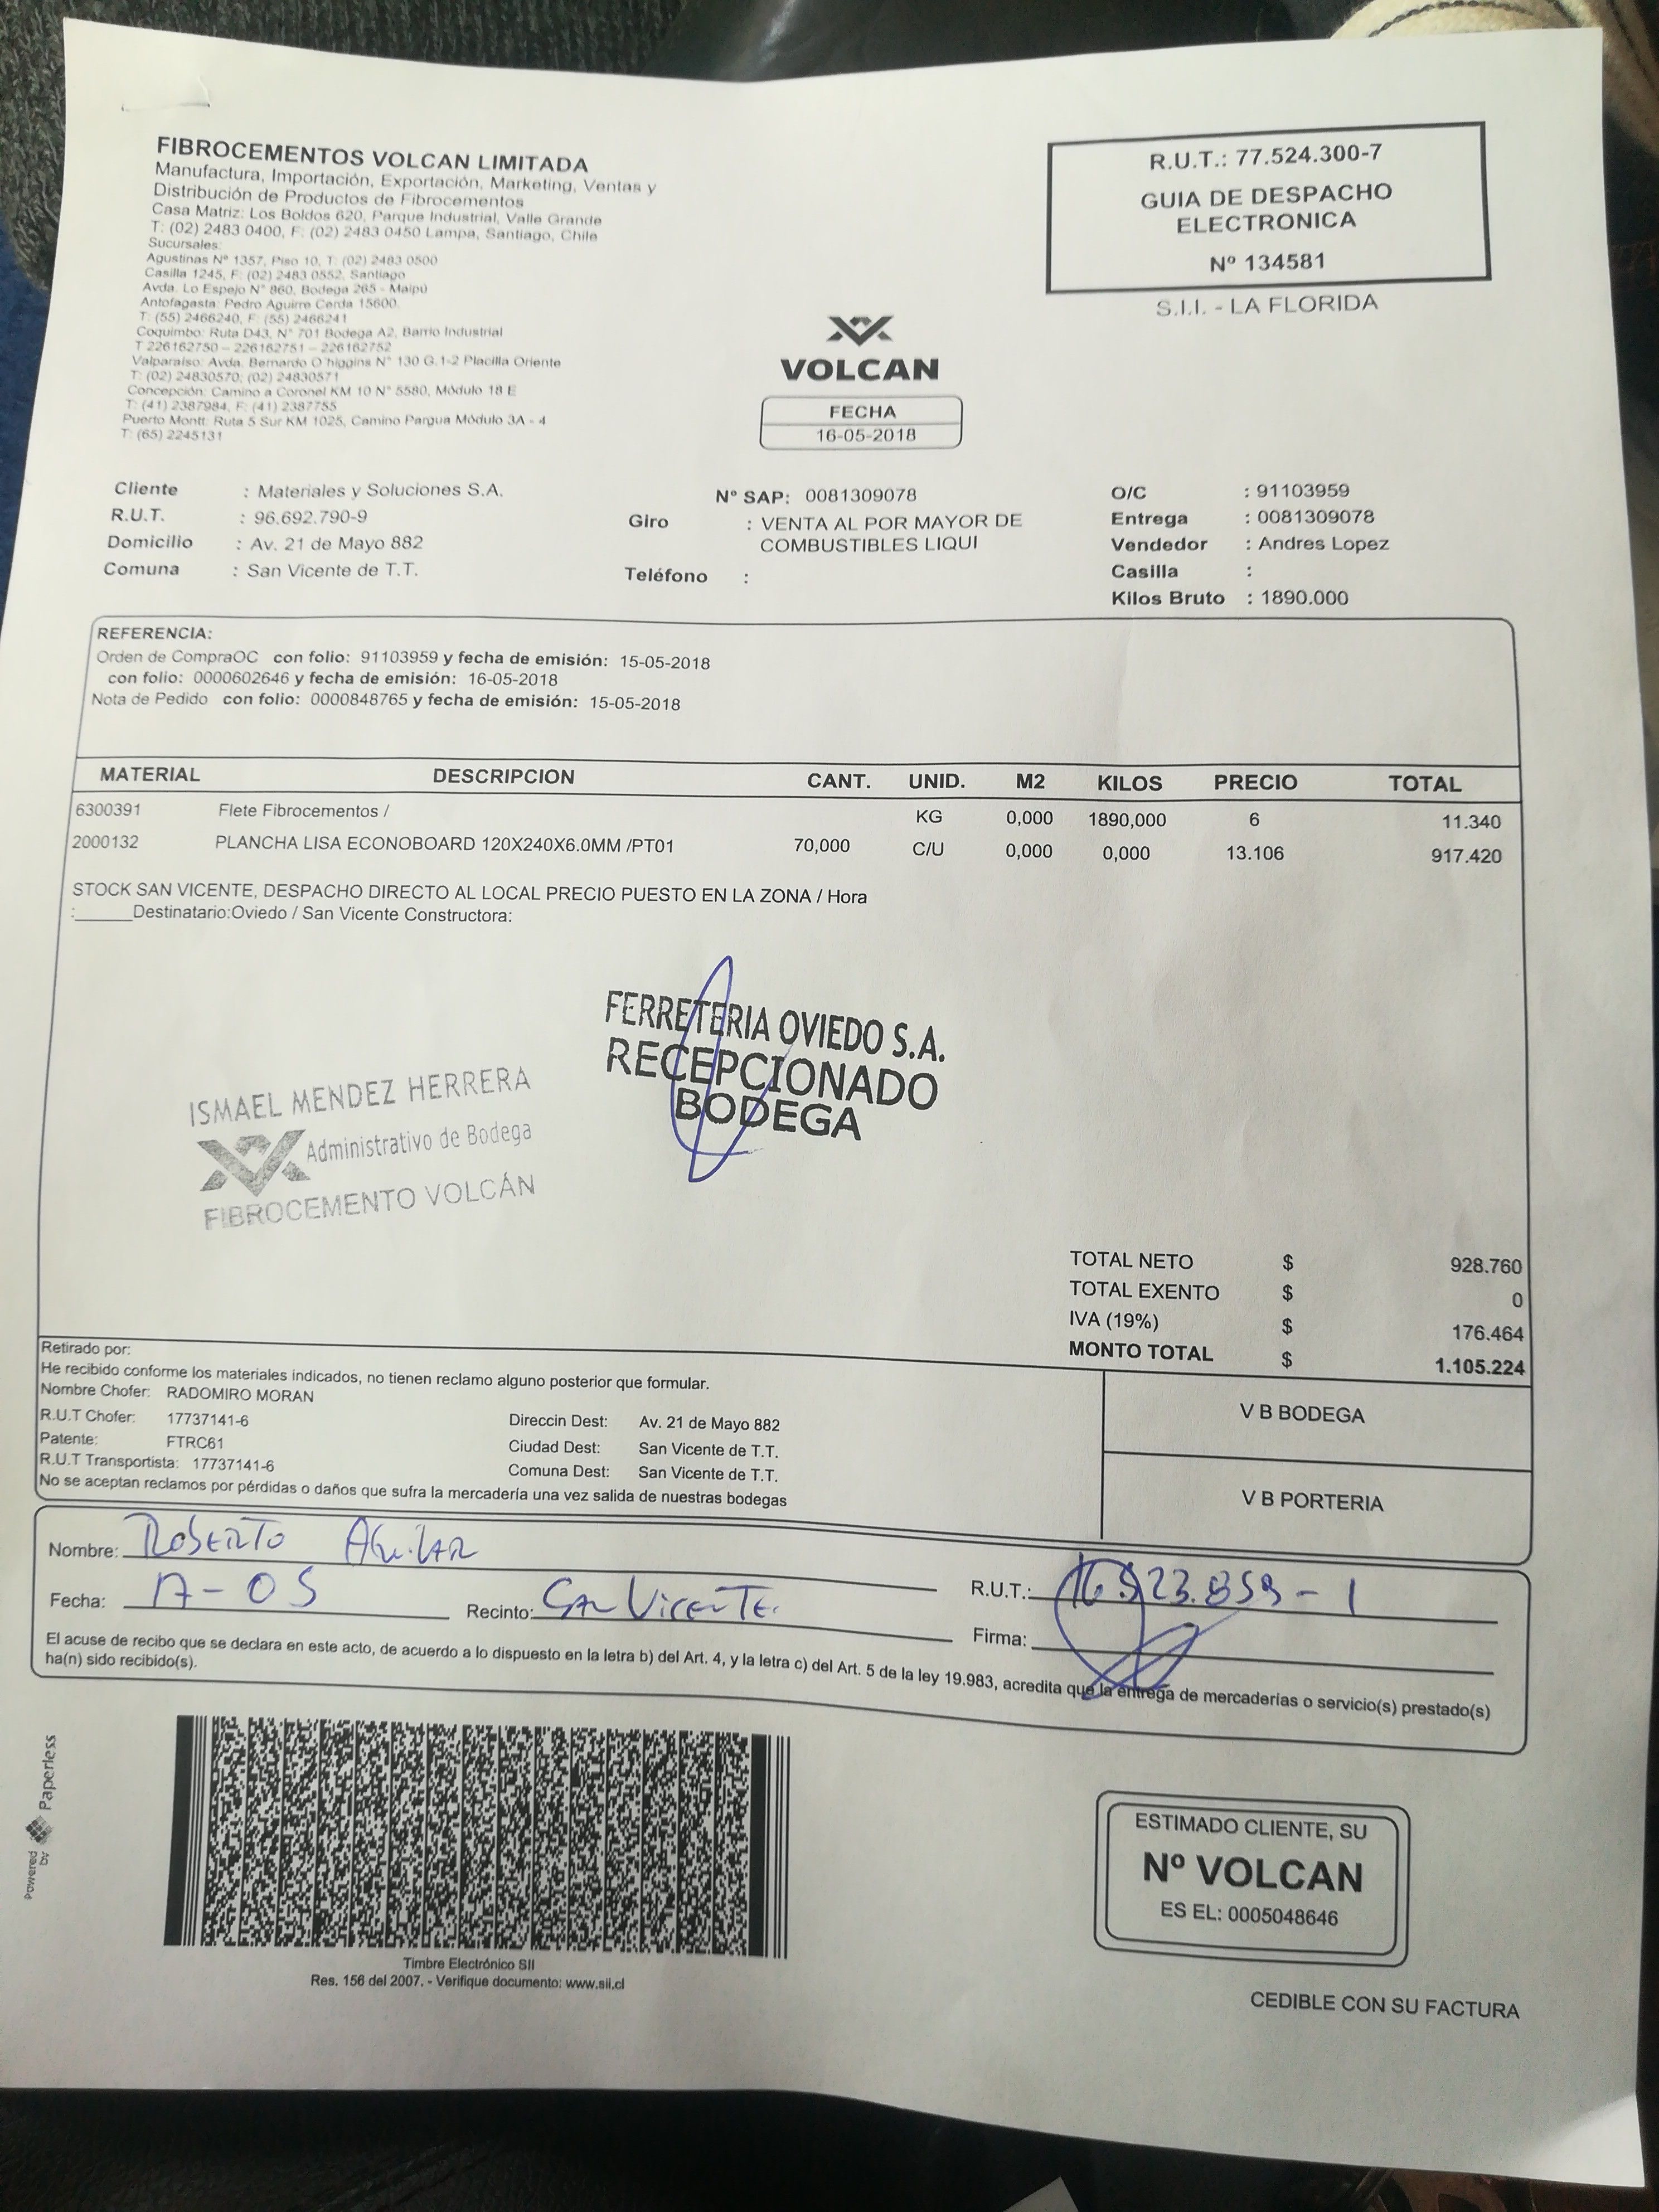 FIBROCEMENTOS VOLCAN LIMITADA
Manufactura, Importación, Exportación, Marketing, Ventas y
Distribución de Productos de Fibrocementos
Casa Matriz: Los Boldos 620, Parque Industrial, Valle Grande
T: (02) 2483 0400, F: (02) 2483 0450 Lampa, Santiago, Chile
Sucursales:
Agustinas Nº 1357, Piso 10, T: (02) 2483 0500
Casilla 1245, F: (02) 2483 0552, Santiago
Avda. Lo Espejo N° 860, Bodega 265 - Maipú
Antofagasta: Pedro Aguirre Cerda 15600.
T: (55) 2466240, F: (55) 2466241
Coquimbo: Ruta D43, N° 701 Bodega A2, Barrio Industrial
T 226162750 – 226162751 – 226162752
Valparaíso: Avda. Bernardo O'higgins N° 130 G.1-2 Placilla Oriente
T: (02) 24830570; (02) 24830571
Concepción: Camino a Coronel KM 10 N° 5580, Módulo 18 E
T: (41) 2387984, F: (41) 2387755
Puerto Montt: Ruta 5 Sur KM 1025, Camino Pargua Módulo 3A - 4
T: (65) 2245131
R.U.T.: 77.524.300-7
GUIA DE DESPACHO
ELECTRONICA
Nº 134581
S.I.I. - LA FLORIDA
VOLCAN
FECHA
16-05-2018
Cliente : Materiales y Soluciones S.A.
R.U.T. : 96.692.790-9
Domicilio : Av. 21 de Mayo 882
Comuna : San Vicente de T.T.
Nº SAP: 0081309078
Giro : VENTA AL POR MAYOR DE
COMBUSTIBLES LIQUI
Teléfono :
O/C : 91103959
Entrega : 0081309078
Vendedor : Andres Lopez
Casilla :
Kilos Bruto : 1890.000
REFERENCIA:
Orden de CompraOC con folio: 91103959 y fecha de emisión: 15-05-2018
con folio: 0000602646 y fecha de emisión: 16-05-2018
Nota de Pedido con folio: 0000848765 y fecha de emisión: 15-05-2018
MATERIAL DESCRIPCION CANT. UNID. M2 KILOS PRECIO TOTAL
6300391 Flete Fibrocementos / KG 0,000 1890,000 6 11.340
2000132 PLANCHA LISA ECONOBOARD 120X240X6.0MM /PT01 70,000 C/U 0,000 0,000 13.106 917.420
STOCK SAN VICENTE, DESPACHO DIRECTO AL LOCAL PRECIO PUESTO EN LA ZONA / Hora
:______Destinatario:Oviedo / San Vicente Constructora:
FERRETERIA OVIEDO S.A.
RECEPCIONADO
BODEGA
ISMAEL MENDEZ HERRERA
Administrativo de Bodega
FIBROCEMENTO VOLCÁN
TOTAL NETO $ 928.760
TOTAL EXENTO $ 0
IVA (19%) $ 176.464
MONTO TOTAL $ 1.105.224
Retirado por:
He recibido conforme los materiales indicados, no tienen reclamo alguno posterior que formular.
Nombre Chofer: RADOMIRO MORAN
R.U.T Chofer: 17737141-6
Patente: FTRC61
R.U.T Transportista: 17737141-6
Direccin Dest: Av. 21 de Mayo 882
Ciudad Dest: San Vicente de T.T.
Comuna Dest: San Vicente de T.T.
No se aceptan reclamos por pérdidas o daños que sufra la mercadería una vez salida de nuestras bodegas
V B BODEGA
V B PORTERIA
Nombre: ROBERTO AGUILAR
Fecha: 17-05 Recinto: San Vicente.
R.U.T.:
Firma:
El acuse de recibo que se declara en este acto, de acuerdo a lo dispuesto en la letra b) del Art. 4, y la letra c) del Art. 5 de la ley 19.983, acredita que la entrega de mercaderías o servicio(s) prestado(s)
ha(n) sido recibido(s).
Powered by Paperless
Timbre Electrónico SII
Res. 156 del 2007. - Verifique documento: www.sii.cl
ESTIMADO CLIENTE, SU
Nº VOLCAN
ES EL: 0005048646
CEDIBLE CON SU FACTURA